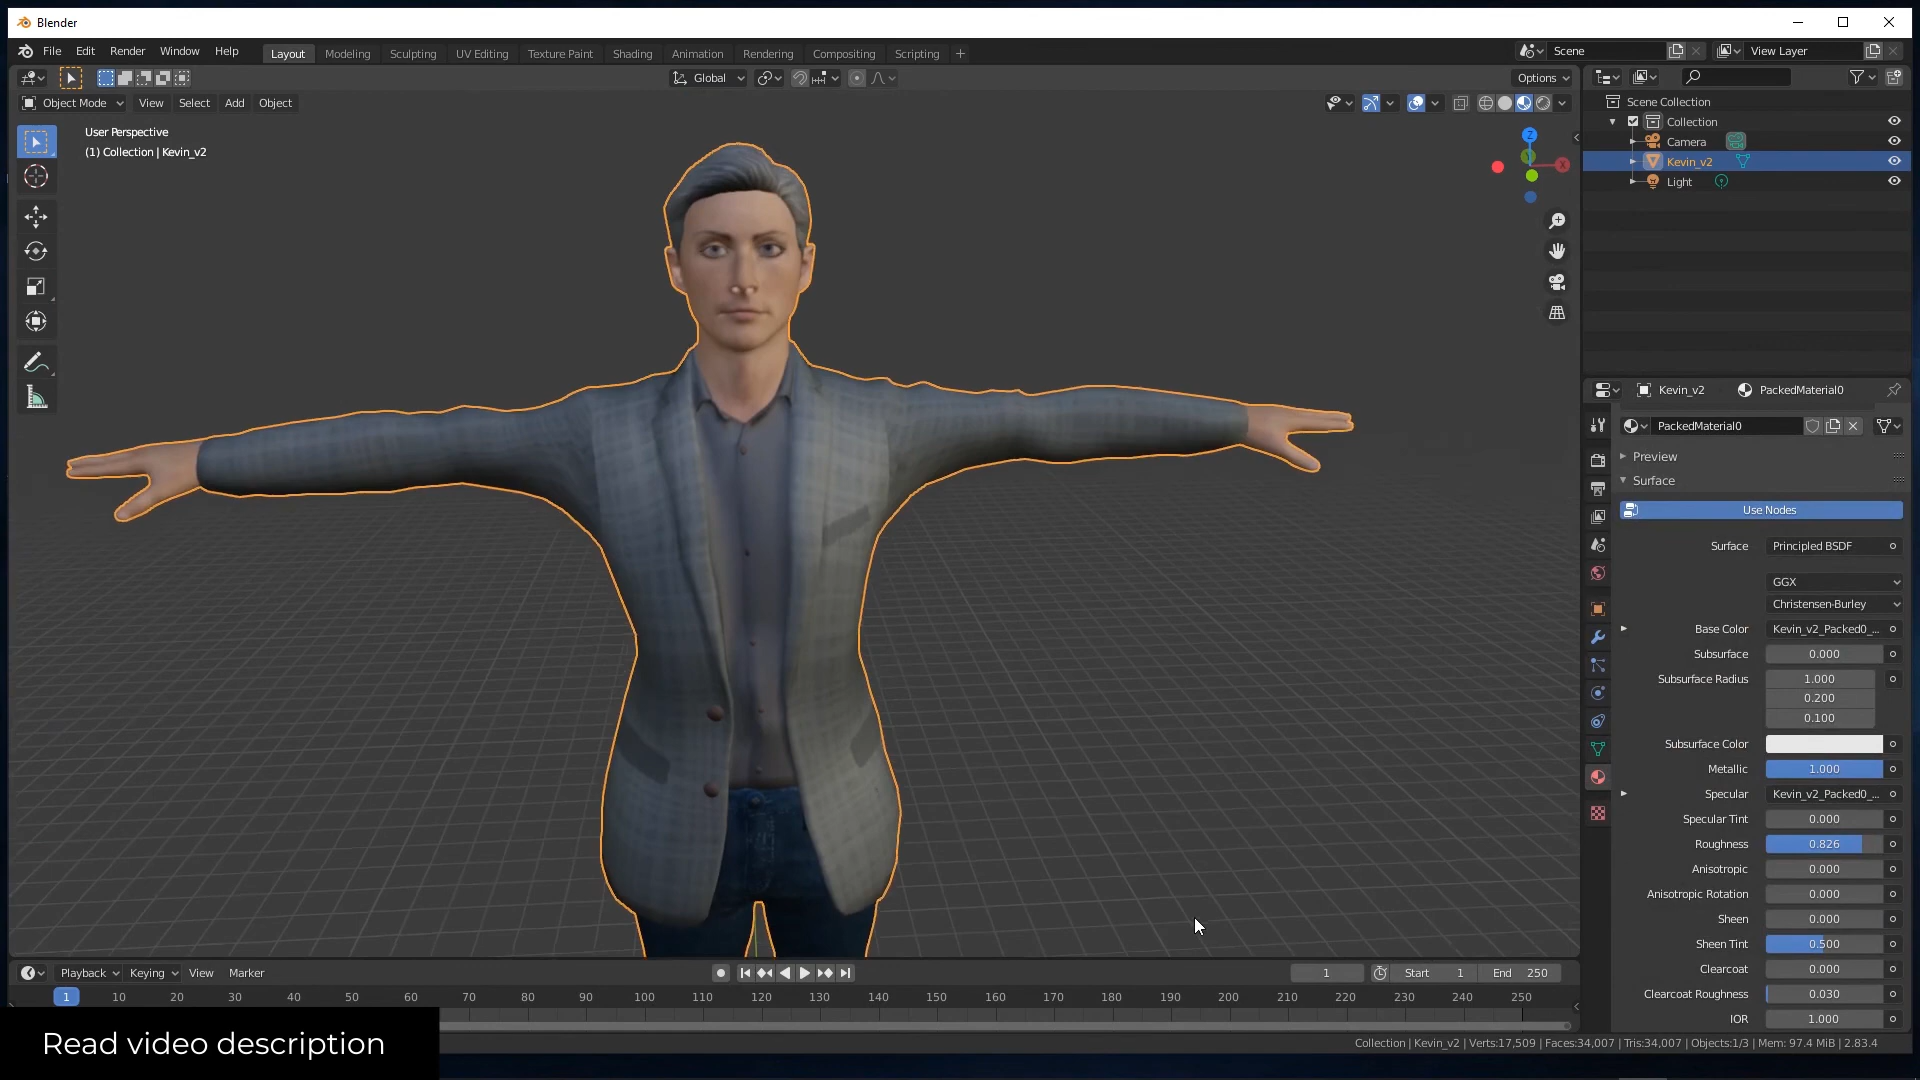 Blender
File Edit Render Window Help Layout Modeling Sculpting UV Editing Texture Paint Shading Animation Rendering Compositing Scripting + Scene View Layer
Global Options
Object Mode View Select Add Object
User Perspective
(1) Collection | Kevin_v2
Z
Y
X
Scene Collection
Collection
Camera
Kevin_v2
Light
Kevin_v2 PackedMaterial0
PackedMaterial0
Preview
Surface
Use Nodes
Surface Principled BSDF
GGX
Christensen-Burley
Base Color Kevin_v2_Packed0_...
Subsurface 0.000
Subsurface Radius 1.000
0.200
0.100
Subsurface Color
Metallic 1.000
Specular Kevin_v2_Packed0_...
Specular Tint 0.000
Roughness 0.826
Anisotropic 0.000
Anisotropic Rotation 0.000
Sheen 0.000
Sheen Tint 0.500
Clearcoat 0.000
Clearcoat Roughness 0.030
IOR 1.000
Playback Keying View Marker 1 Start 1 End 250
1 10 20 30 40 50 60 70 80 90 100 110 120 130 140 150 160 170 180 190 200 210 220 230 240 250
Read video description
Collection | Kevin_v2 | Verts:17,509 | Faces:34,007 | Tris:34,007 | Objects:1/3 | Mem: 97.4 MiB | 2.83.4